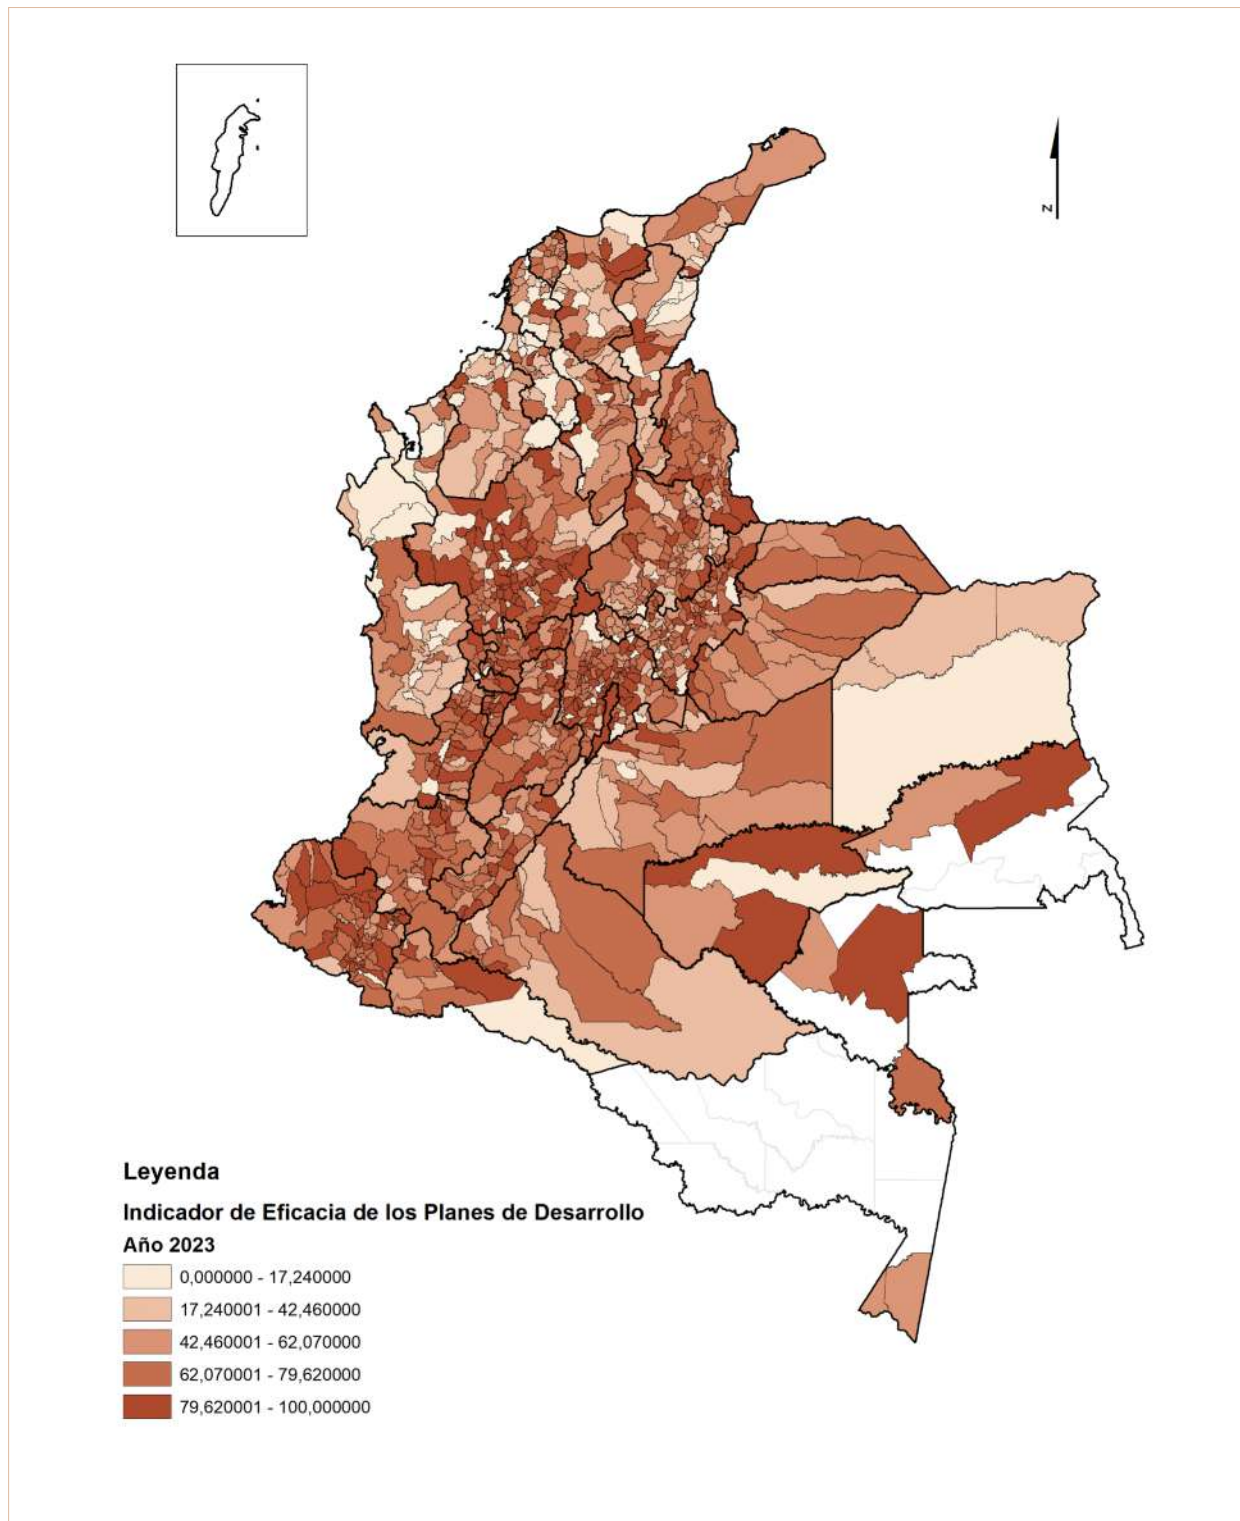 N
Leyenda
Indicador de Eficacia de los Planes de Desarrollo
Año 2023
0,000000 - 17,240000
17,240001 - 42,460000
42,460001 - 62,070000
62,070001 - 79,620000
79,620001 - 100,000000